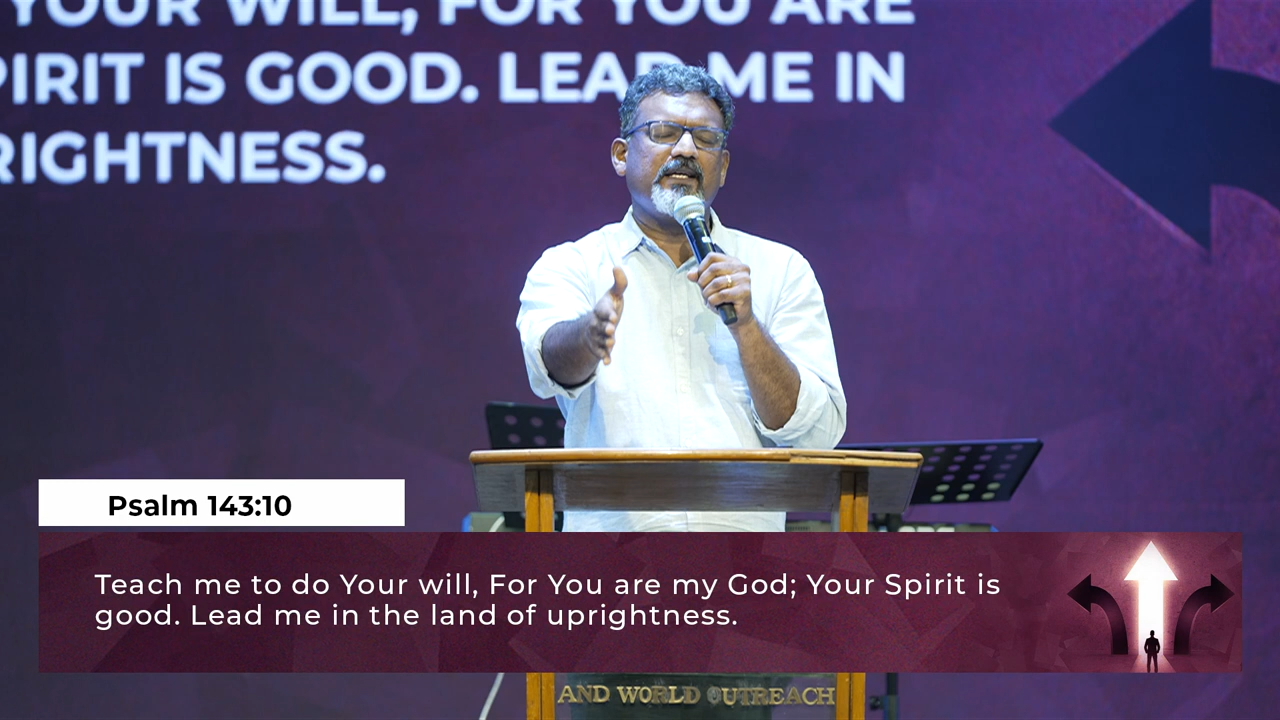 YOUR WILL, FOR YOU ARE
SPIRIT IS GOOD. LEAD ME IN
RIGHTNESS.
Psalm 143:10
Teach me to do Your will, For You are my God; Your Spirit is
good. Lead me in the land of uprightness.
AND WORLD OUTREACH